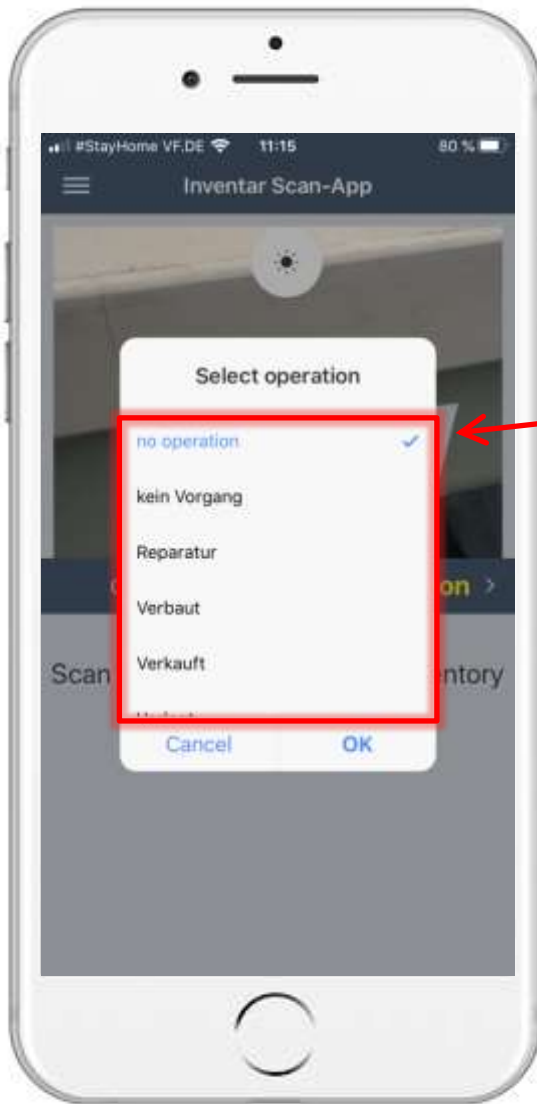 #StayHome VF.DE 11:15 80 %
Inventar Scan-App
Select operation
no operation
kein Vorgang
Reparatur
on >
Verbaut
Scan
Verkauft
entory
Cancel OK